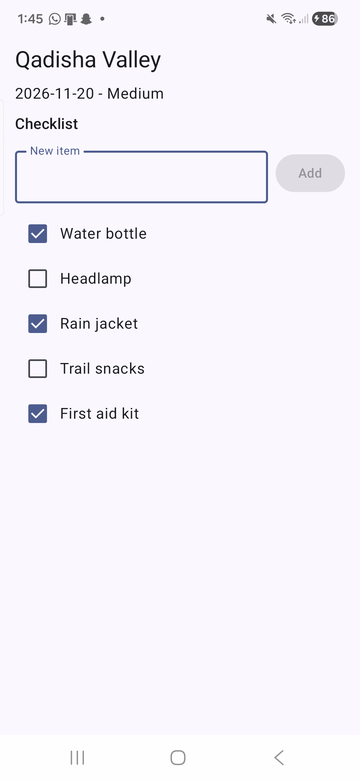 1:45
86
Qadisha Valley
2026-11-20 - Medium
Checklist
New item
Add
Water bottle
Headlamp
Rain jacket
Trail snacks
First aid kit